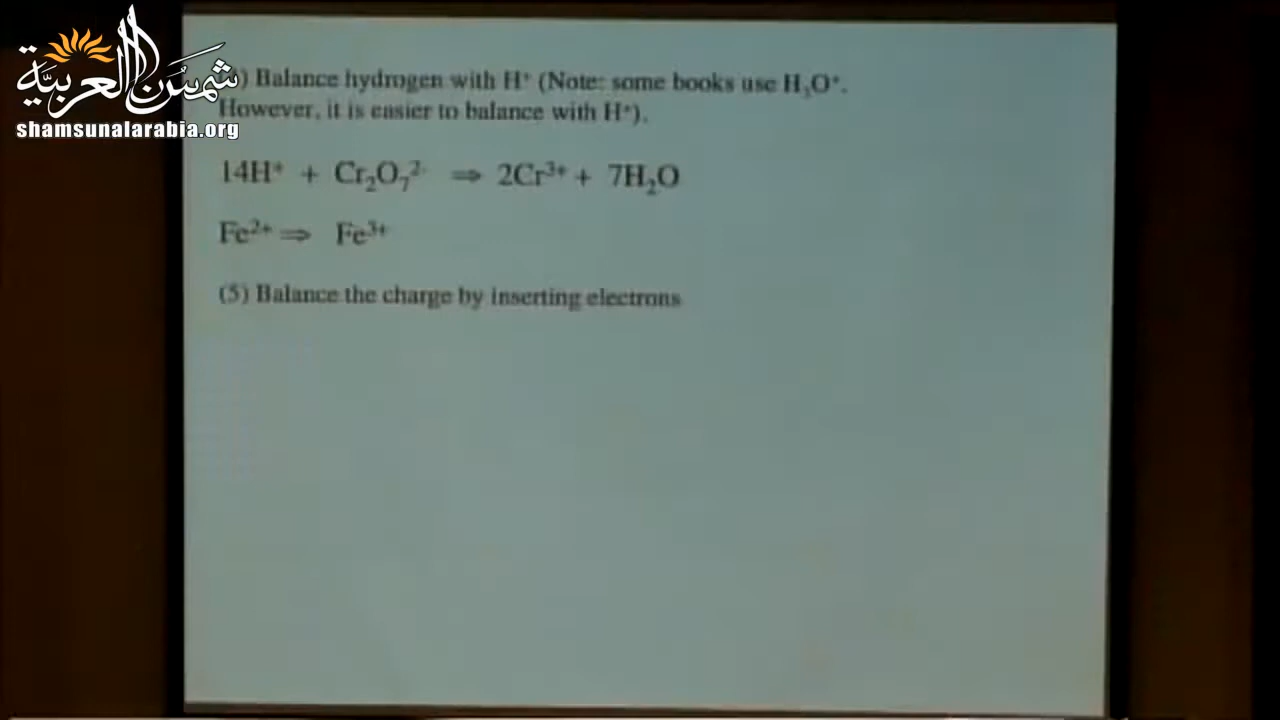 شمس العربية
shamsunalarabia.org
) Balance hydrogen with H⁺ (Note: some books use H₃O⁺.
However, it is easier to balance with H⁺).
14H⁺ + Cr₂O₇²⁻ ⇒ 2Cr³⁺ + 7H₂O
Fe²⁺ ⇒ Fe³⁺
(5) Balance the charge by inserting electrons